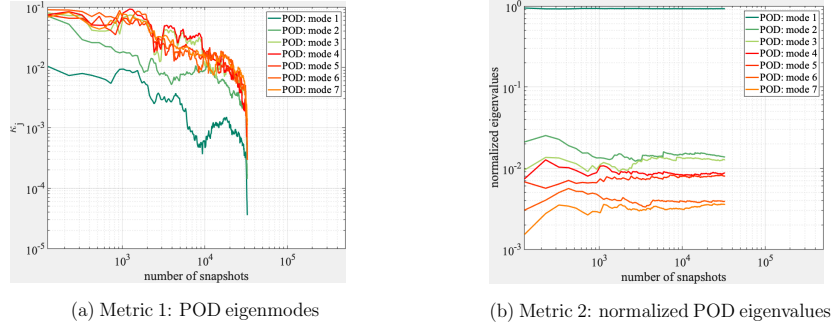 κj
10^-1
10^-2
10^-3
10^-4
10^-5
10^3
10^4
10^5
number of snapshots
POD: mode 1
POD: mode 2
POD: mode 3
POD: mode 4
POD: mode 5
POD: mode 6
POD: mode 7
(a) Metric 1: POD eigenmodes
normalized eigenvalues
10^0
10^-1
10^-2
10^-3
10^3
10^4
10^5
number of snapshots
POD: mode 1
POD: mode 2
POD: mode 3
POD: mode 4
POD: mode 5
POD: mode 6
POD: mode 7
(b) Metric 2: normalized POD eigenvalues